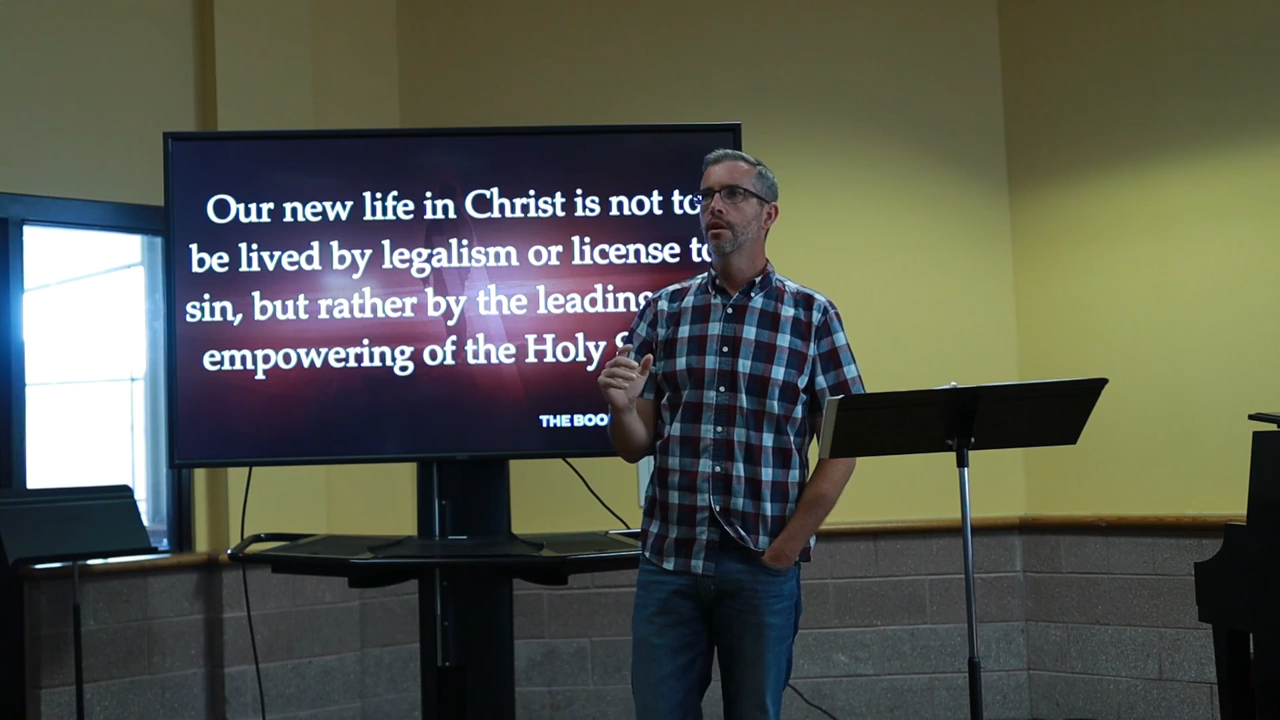 Our new life in Christ is not to
be lived by legalism or license to
sin, but rather by the leading
empowering of the Holy
THE BOO